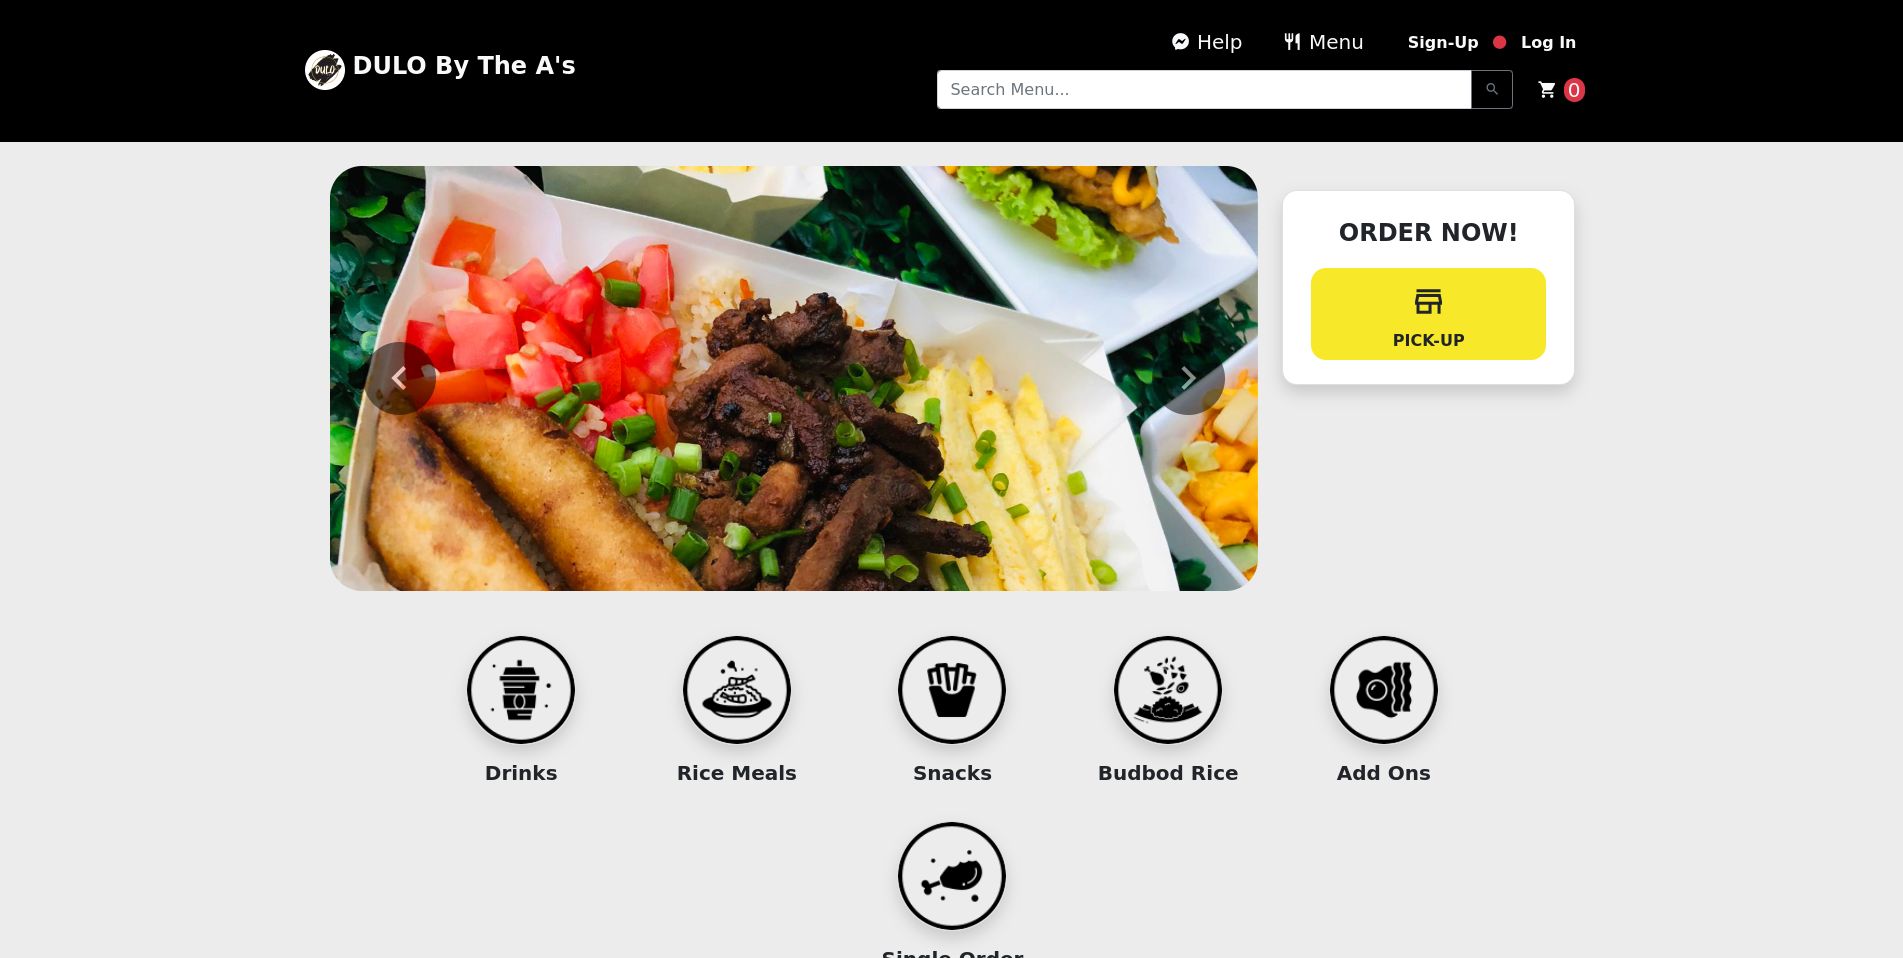 Help
Menu
Sign-Up
Log In
DULO
DULO By The A's
Search Menu...
0
ORDER NOW!
PICK-UP
Drinks
Rice Meals
Snacks
Budbod Rice
Add Ons
Single Order